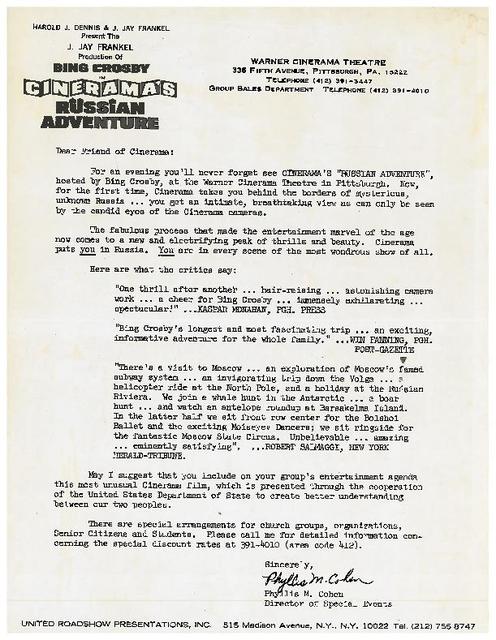 HAROLD J. DENNIS & J. JAY FRANKEL
Present The
J. JAY FRANKEL
Production Of
BING CROSBY
IN
CINERAMA'S
RUSSIAN
ADVENTURE
WARNER CINERAMA THEATRE
336 FIFTH AVENUE, PITTSBURGH, PA. 15222
TELEPHONE (412) 391-3447
GROUP SALES DEPARTMENT TELEPHONE (412) 391-4010
Dear Friend of Cinerama:
For an evening you'll never forget see CINERAMA'S "RUSSIAN ADVENTURE",
hosted by Bing Crosby, at the Warner Cinerama Theatre in Pittsburgh. Now,
for the first time, Cinerama takes you behind the borders of mysterious,
unknown Russia ... you get an intimate, breathtaking view as can only be seen
by the candid eyes of the Cinerama cameras.
The fabulous process that made the entertainment marvel of the age
now comes to a new and electrifying peak of thrills and beauty. Cinerama
puts you in Russia. You are in every scene of the most wondrous show of all.
Here are what the critics say:
"One thrill after another ... hair-raising ... astonishing camera
work ... a cheer for Bing Crosby ... immensely exhilarating ...
spectacular!" ...KASPAR MONAHAN, PGH. PRESS
"Bing Crosby's longest and most fascinating trip ... an exciting,
informative adventure for the whole family." ...WIN FANNING, PGH.
POST-GAZETTE
"There's a visit to Moscow ... an exploration of Moscow's famed
subway system ... an invigorating trip down the Volga ... a
helicopter ride at the North Pole, and a holiday at the Russian
Riviera. We join a whale hunt in the Antarctic ... a boar
hunt ... and watch an antelope roundup at Barsakelma Island.
In the latter half we sit front row center for the Bolshoi
Ballet and the exciting Moiseyev Dancers; we sit ringside for
the fantastic Moscow State Circus. Unbelievable ... amazing
... eminently satisfying". ...ROBERT SALMAGGI, NEW YORK
HERALD-TRIBUNE.
May I suggest that you include on your group's entertainment agenda
this most unusual Cinerama film, which is presented through the cooperation
of the United States Department of State to create better understanding
between our two peoples.
There are special arrangements for church groups, organizations,
Senior Citizens and Students. Please call me for detailed information con-
cerning the special discount rates at 391-4010 (area code 412).
Sincerely,
Phyllis M. Cohen
Phyllis M. Cohen
Director of Special Events
UNITED ROADSHOW PRESENTATIONS, INC. 515 Madison Avenue, N.Y., N.Y. 10022 Tel. (212) 755-8747